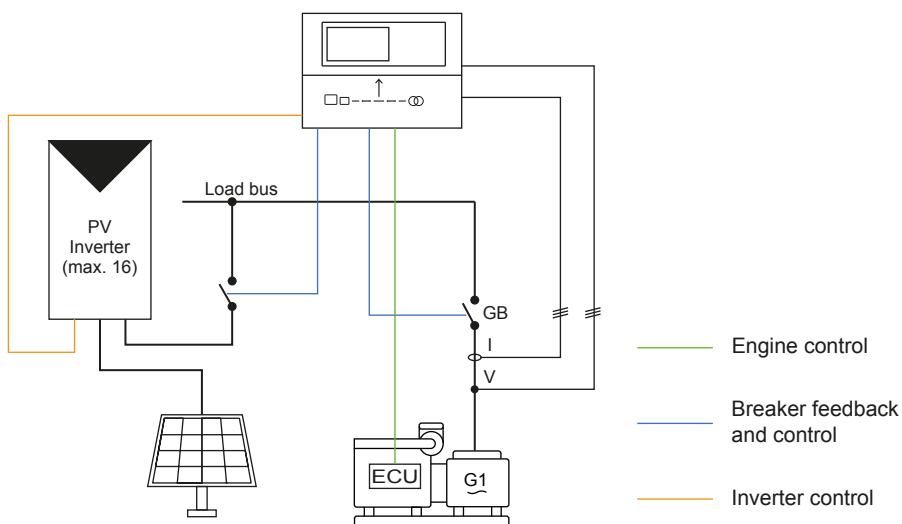 Load bus
PV
Inverter
(max. 16)
GB
I
V
ECU
G1
Engine control
Breaker feedback
and control
Inverter control